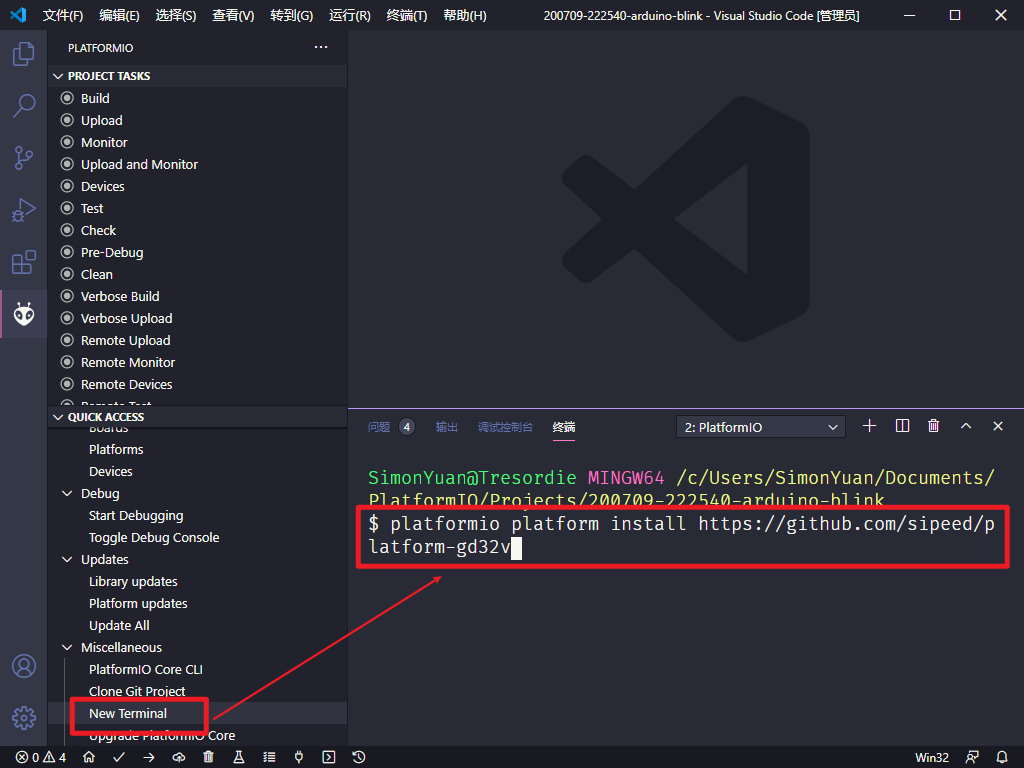 文件(F) 编辑(E) 选择(S) 查看(V) 转到(G) 运行(R) 终端(T) 帮助(H) 200709-222540-arduino-blink - Visual Studio Code [管理员]
PLATFORMIO
PROJECT TASKS
Build
Upload
Monitor
Upload and Monitor
Devices
Test
Check
Pre-Debug
Clean
Verbose Build
Verbose Upload
Remote Upload
Remote Monitor
Remote Devices
Remote Test
QUICK ACCESS
Boards
Platforms
Devices
Debug
Start Debugging
Toggle Debug Console
Updates
Library updates
Platform updates
Update All
Miscellaneous
PlatformIO Core CLI
Clone Git Project
New Terminal
Upgrade PlatformIO Core
问题 4 输出 调试控制台 终端 2: PlatformIO
SimonYuan@Tresordie MINGW64 /c/Users/SimonYuan/Documents/
PlatformIO/Projects/200709-222540-arduino-blink
$ platformio platform install https://github.com/sipeed/p
latform-gd32v
0 4 Win32